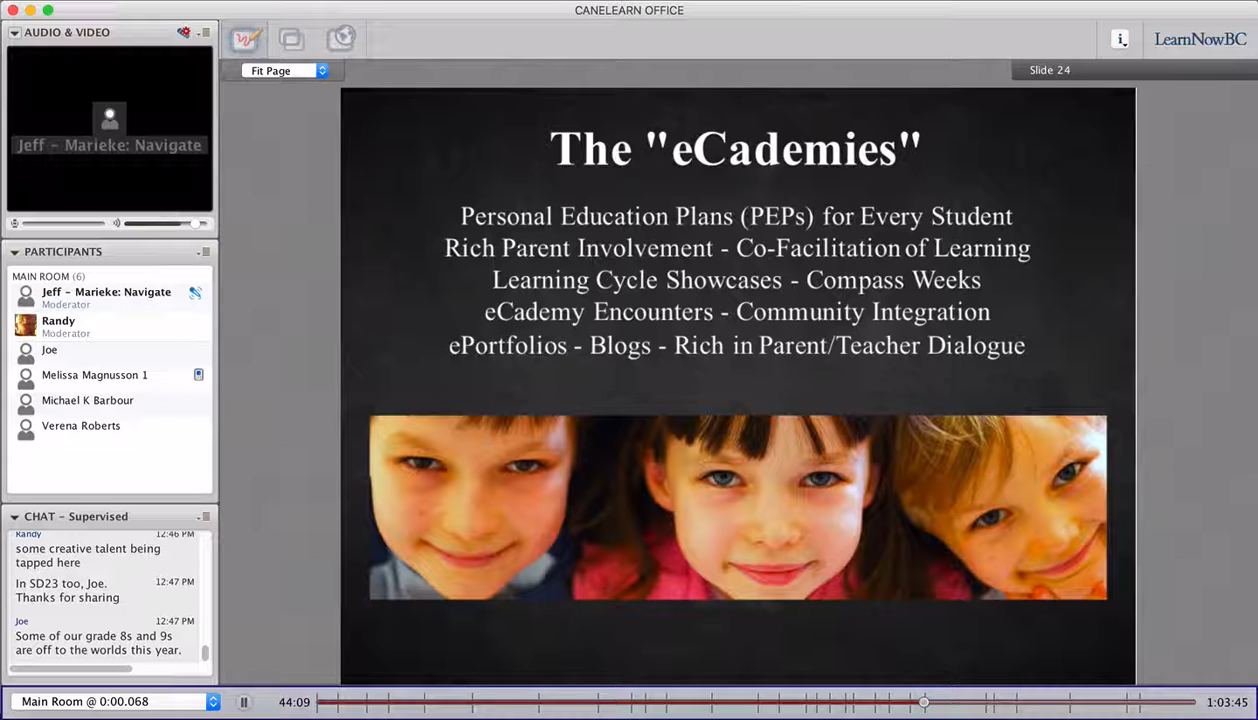 CANELEARN OFFICE
AUDIO & VIDEO
Jeff - Marieke: Navigate
PARTICIPANTS
MAIN ROOM (6)
Jeff - Marieke: Navigate
Moderator
Randy
Moderator
Joe
Melissa Magnusson 1
Michael K Barbour
Verena Roberts
CHAT - Supervised
Randy 12:46 PM
some creative talent being
tapped here
In SD23 too, Joe. 12:47 PM
Thanks for sharing
Joe 12:47 PM
Some of our grade 8s and 9s
are off to the worlds this year.
Fit Page
i
LearnNowBC
Slide 24
The "eCademies"
Personal Education Plans (PEPs) for Every Student
Rich Parent Involvement - Co-Facilitation of Learning
Learning Cycle Showcases - Compass Weeks
eCademy Encounters - Community Integration
ePortfolios - Blogs - Rich in Parent/Teacher Dialogue
Main Room @ 0:00.068
44:09
1:03:45